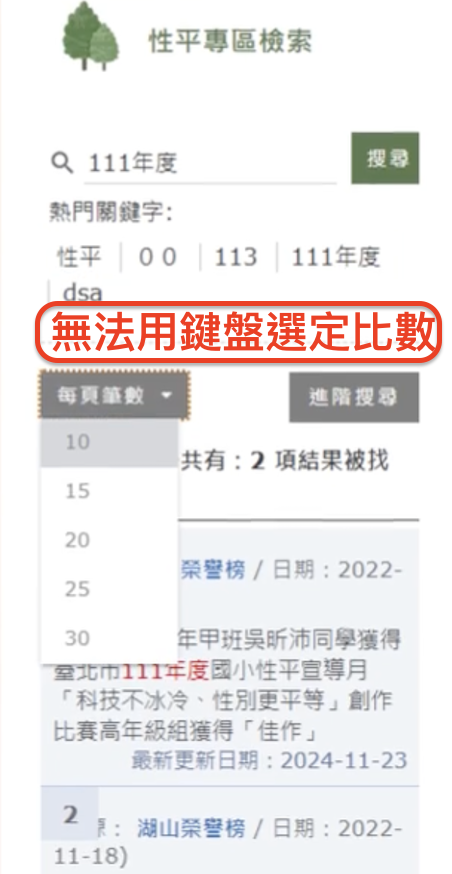 性平專區檢索
111年度
搜尋
熱門關鍵字:
性平 0 0 113 111年度
dsa
無法用鍵盤選定比數
每頁筆數
進階搜尋
10
共有：2 項結果被找
15
20
榮譽榜 / 日期：2022-
25
30
年甲班吳昕沛同學獲得
臺北市111年度國小性平宣導月
「科技不冰冷、性別更平等」創作
比賽高年級組獲得「佳作」
最新更新日期：2024-11-23
2
源： 湖山榮譽榜 / 日期：2022-
11-18)